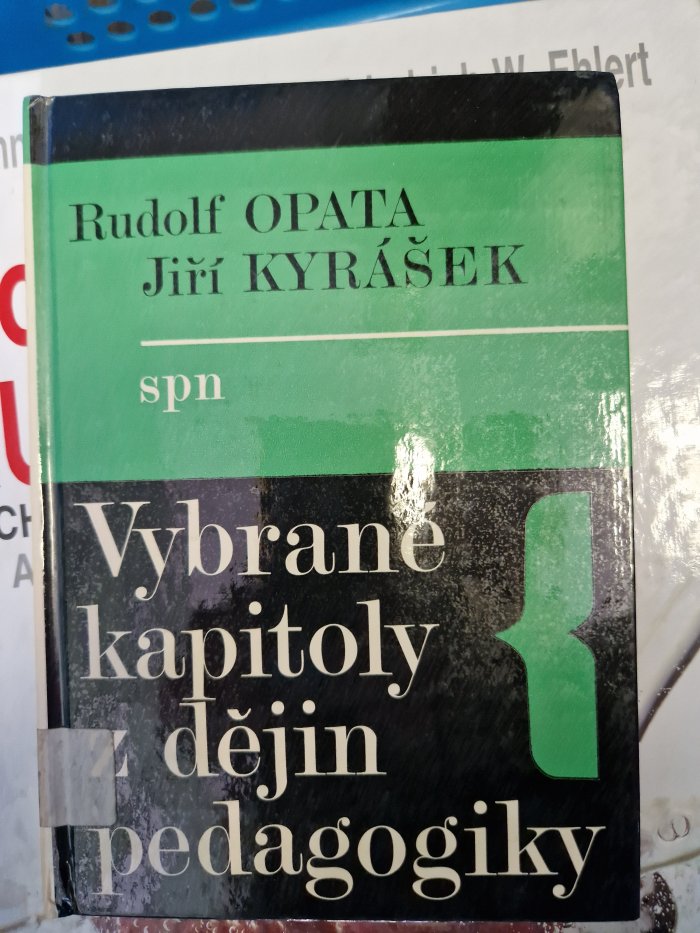 W. Ehlert
Rudolf OPATA
Jiří KYRÁŠEK
spn
Vybrané
kapitoly
z dějin
pedagogiky